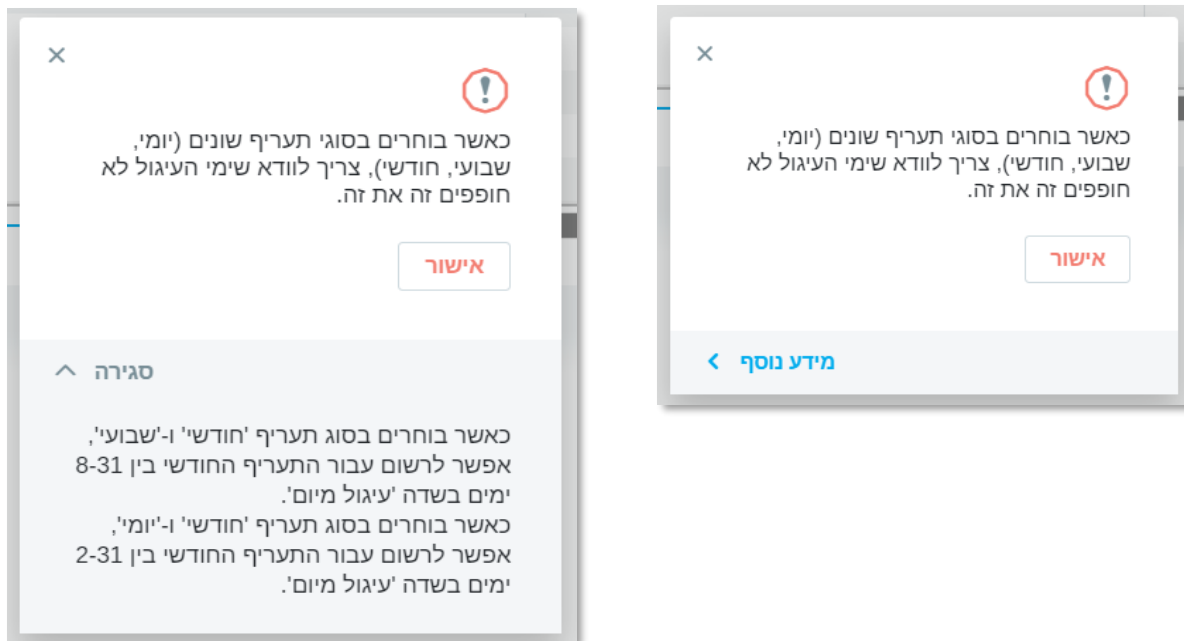 כאשר בוחרים בסוגי תעריף שונים (יומי,
שבועי, חודשי), צריך לוודא שימי העיגול לא
חופפים זה את זה.
אישור
מידע נוסף
כאשר בוחרים בסוגי תעריף שונים (יומי,
שבועי, חודשי), צריך לוודא שימי העיגול לא
חופפים זה את זה.
אישור
סגירה
כאשר בוחרים בסוג תעריף 'חודשי' ו-'שבועי',
אפשר לרשום עבור התעריף החודשי בין 8-31
ימים בשדה 'עיגול מיום'.
כאשר בוחרים בסוג תעריף 'חודשי' ו-'יומי',
אפשר לרשום עבור התעריף החודשי בין 2-31
ימים בשדה 'עיגול מיום'.